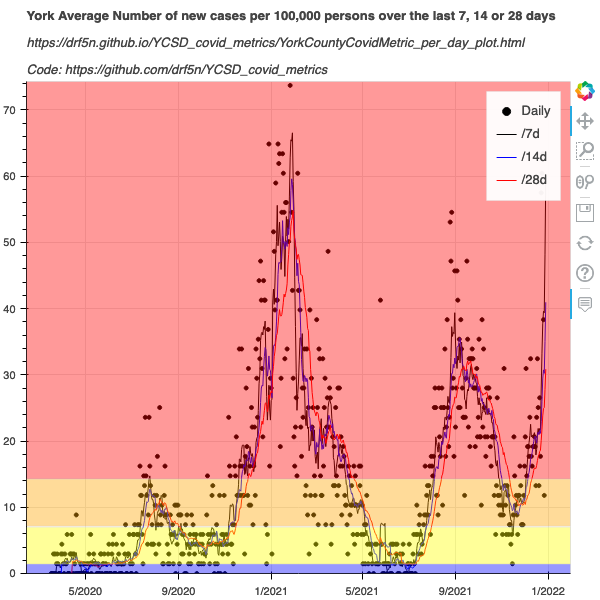 York Average Number of new cases per 100,000 persons over the last 7, 14 or 28 days
https://drf5n.github.io/YCSD_covid_metrics/YorkCountyCovidMetric_per_day_plot.html
Code: https://github.com/drf5n/YCSD_covid_metrics
Daily
/7d
/14d
/28d
70
60
50
40
30
20
10
0
5/2020
9/2020
1/2021
5/2021
9/2021
1/2022